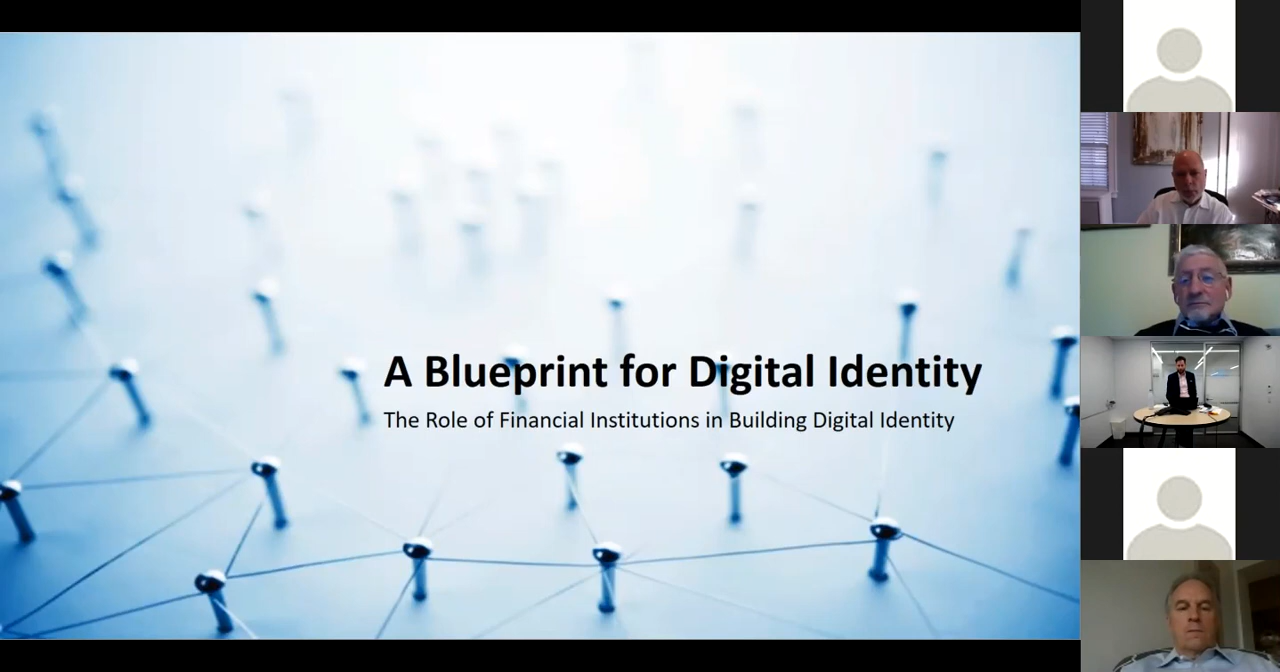 A Blueprint for Digital Identity
The Role of Financial Institutions in Building Digital Identity